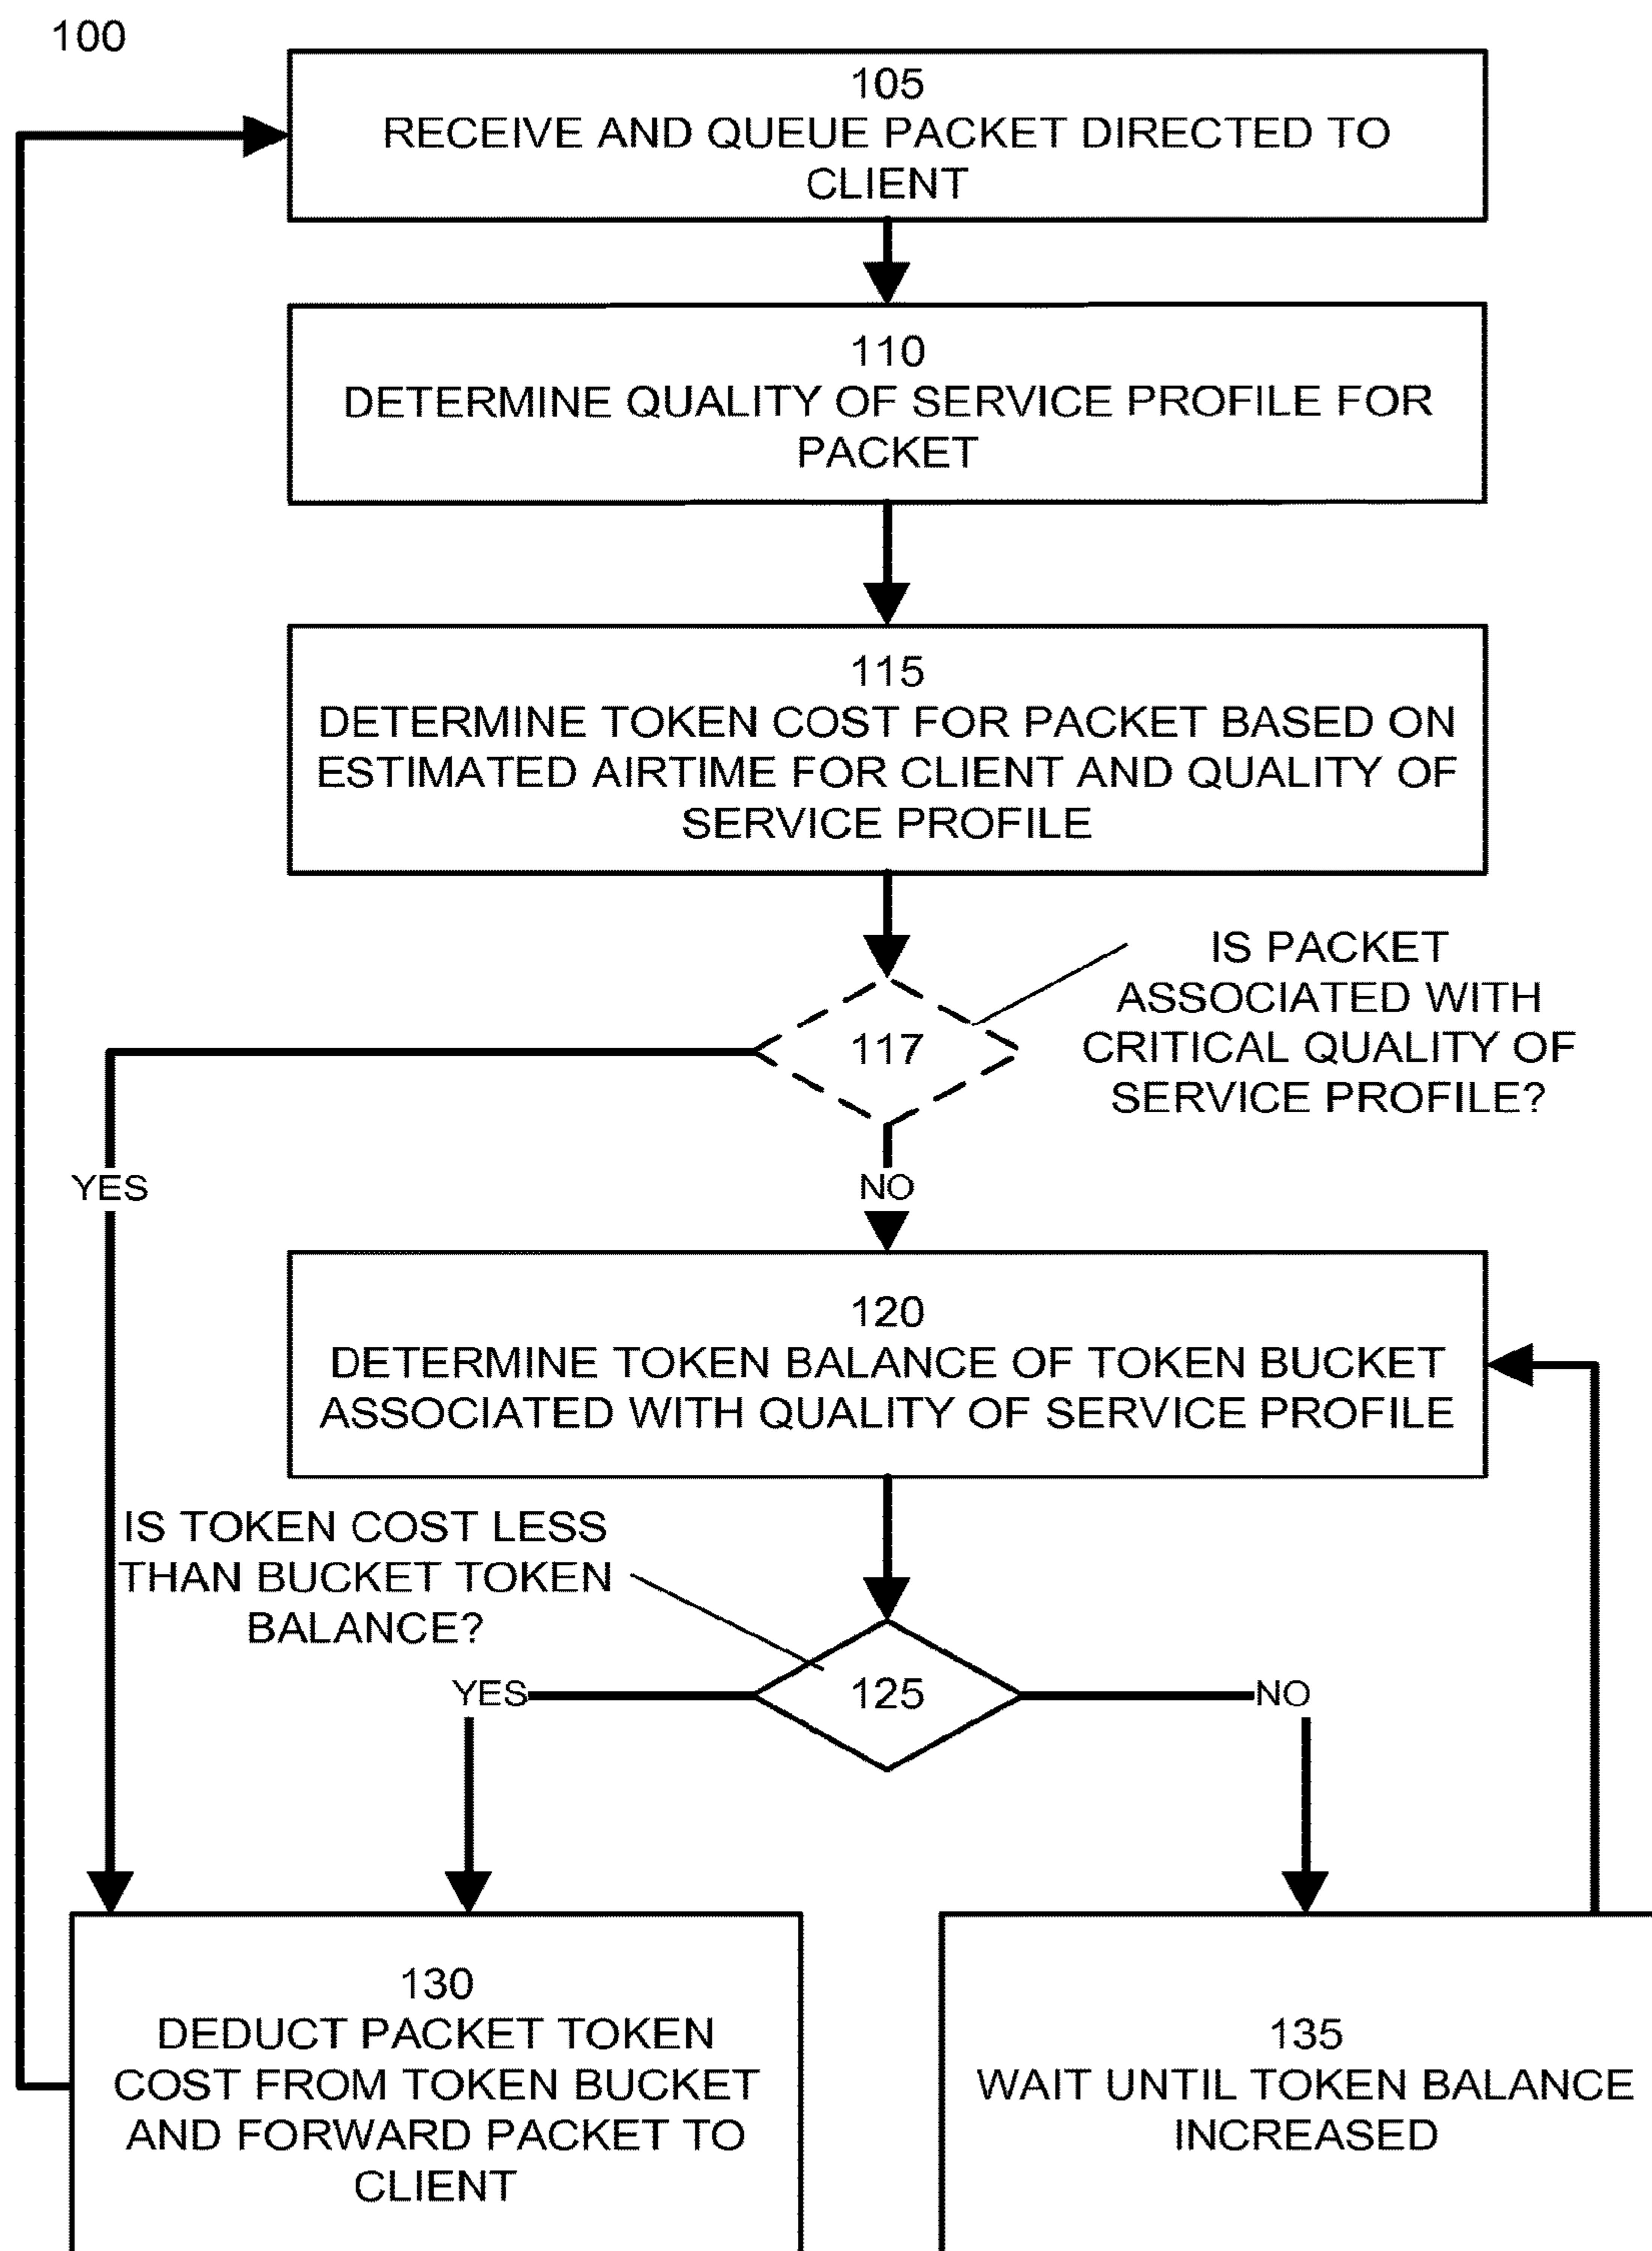 100
105
RECEIVE AND QUEUE PACKET DIRECTED TO
CLIENT
110
DETERMINE QUALITY OF SERVICE PROFILE FOR
PACKET
115
DETERMINE TOKEN COST FOR PACKET BASED ON
ESTIMATED AIRTIME FOR CLIENT AND QUALITY OF
SERVICE PROFILE
IS PACKET
ASSOCIATED WITH
CRITICAL QUALITY OF
SERVICE PROFILE?
117
YES
NO
120
DETERMINE TOKEN BALANCE OF TOKEN BUCKET
ASSOCIATED WITH QUALITY OF SERVICE PROFILE
IS TOKEN COST LESS
THAN BUCKET TOKEN
BALANCE?
125
YES
NO
130
DEDUCT PACKET TOKEN
COST FROM TOKEN BUCKET
AND FORWARD PACKET TO
CLIENT
135
WAIT UNTIL TOKEN BALANCE
INCREASED